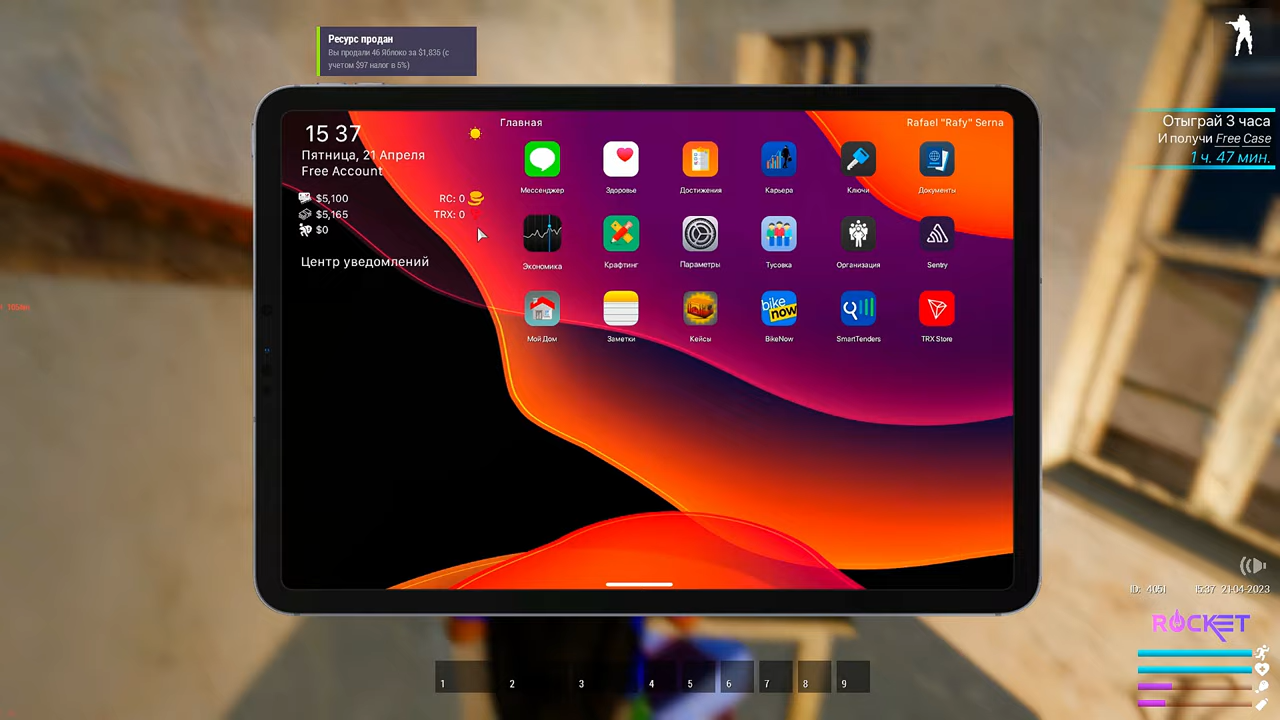 Ресурс продан
Вы продали 46 Яблоко за $1,835 (с
учетом $97 налог в 5%)
Отыграй 3 часа
И получи Free Case
1 ч. 47 мин.
15 37
Пятница, 21 Апреля
Free Account
$5,100
$5,165
$0
RC: 0
TRX: 0
Центр уведомлений
Главная
Rafael "Rafy" Serna
Мессенджер
Здоровье
Достижения
Карьера
Ключи
Документы
Экономика
Крафтинг
Параметры
Тусовка
Организация
Sentry
bike
now
Мой Дом
Заметки
Кейсы
BikeNow
SmartTenders
TRX Store
ID: 4051 15:37 21-04-2023
ROCKET
1 2 3 4 5 6 7 8 9